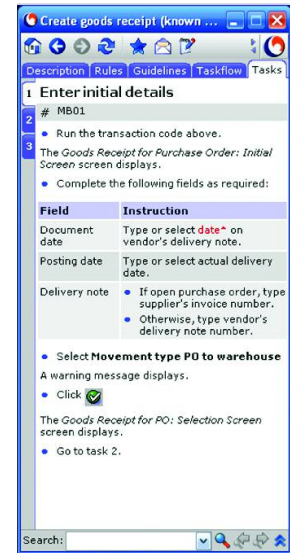 Create goods receipt (known ...
Description Rules Guidelines Taskflow Tasks
1 Enter initial details
2
3
# MB01
• Run the transaction code above.
The Goods Receipt for Purchase Order: Initial
Screen screen displays.
• Complete the following fields as required:
Field Instruction
Document Type or select date^ on
date vendor's delivery note.
Posting date Type or select actual delivery
date.
Delivery note • If open purchase order, type
supplier's invoice number.
• Otherwise, type vendor's
delivery note number.
• Select Movement type PO to warehouse
A warning message displays.
• Click
The Goods Receipt for PO: Selection Screen
screen displays.
• Go to task 2.
Search: